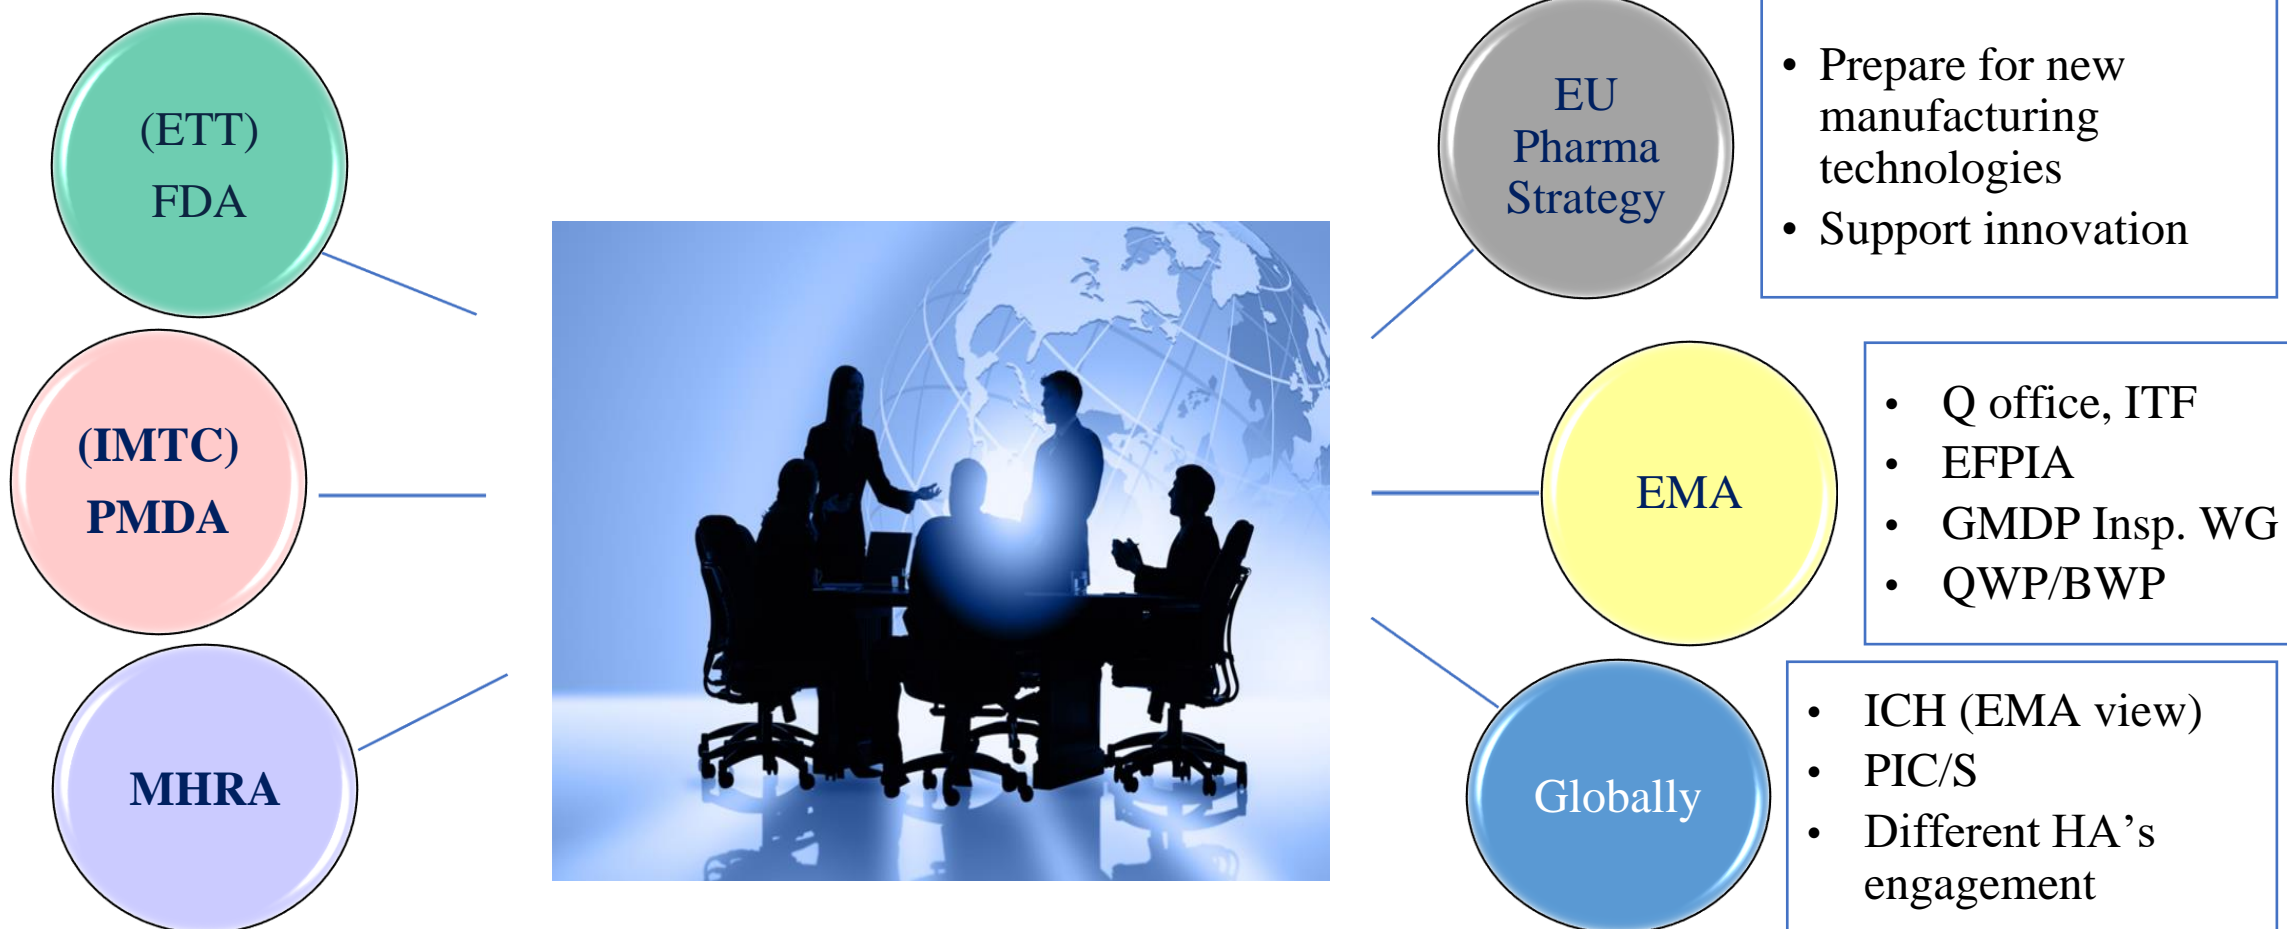 (ETT)
FDA
(IMTC)
PMDA
MHRA
EU
Pharma
Strategy
• Prepare for new
manufacturing
technologies
• Support innovation
EMA
• Q office, ITF
• EFPIA
• GMDP Insp. WG
• QWP/BWP
Globally
• ICH (EMA view)
• PIC/S
• Different HA’s
engagement